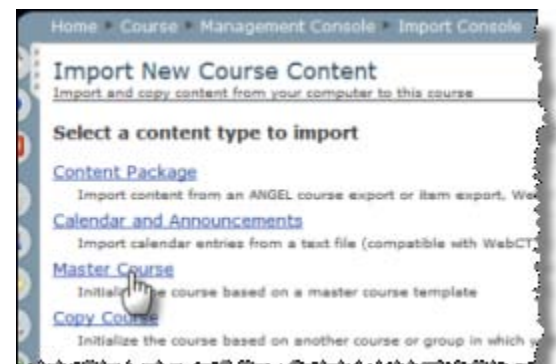 Home Course Management Console Import Console
Import New Course Content
Import and copy content from your computer to this course
Select a content type to import
Content Package
Import content from an ANGEL course export or item export,
Calendar and Announcements
Import calendar entries from a text file (compatible with WebCT
Master Course
Initialize course based on a master course template
Copy Course
Initialize the course based on another course or group in which